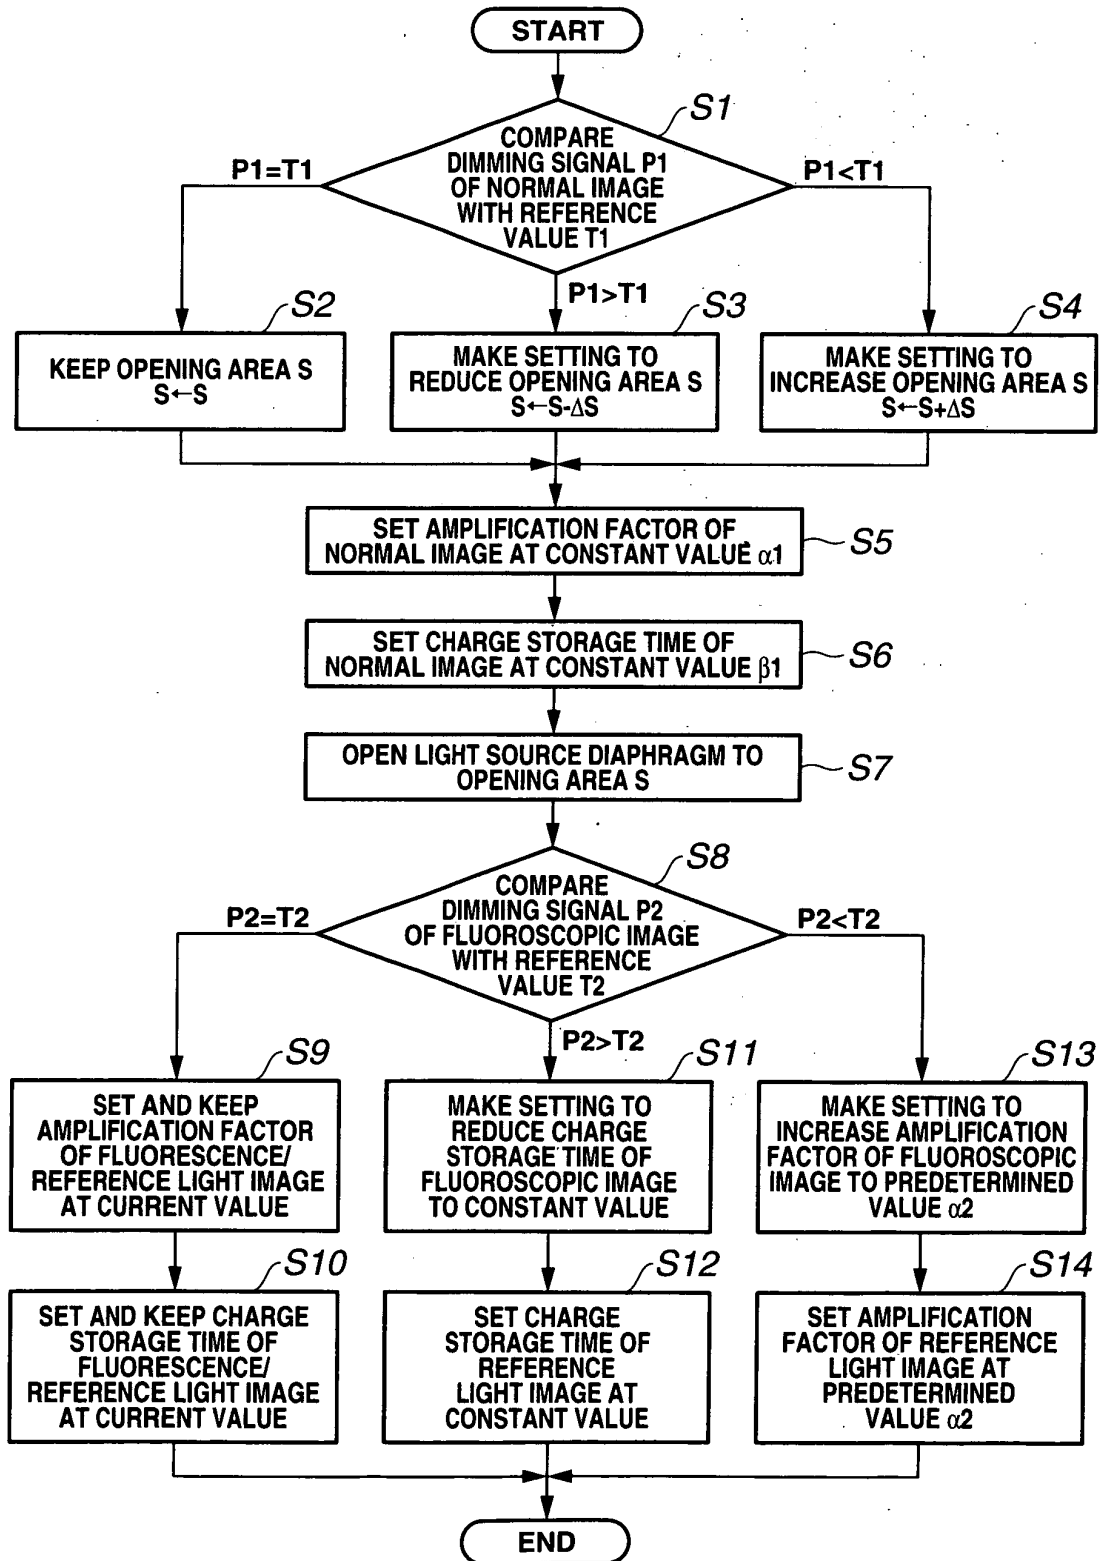 START
S1
COMPARE
DIMMING SIGNAL P1
OF NORMAL IMAGE
WITH REFERENCE
VALUE T1
P1=T1
P1<T1
P1>T1
S2
KEEP OPENING AREA S
S←S
S3
MAKE SETTING TO
REDUCE OPENING AREA S
S←S-ΔS
S4
MAKE SETTING TO
INCREASE OPENING AREA S
S←S+ΔS
SET AMPLIFICATION FACTOR OF
NORMAL IMAGE AT CONSTANT VALUE α1
S5
SET CHARGE STORAGE TIME OF
NORMAL IMAGE AT CONSTANT VALUE β1
S6
OPEN LIGHT SOURCE DIAPHRAGM TO
OPENING AREA S
S7
S8
COMPARE
DIMMING SIGNAL P2
OF FLUOROSCOPIC IMAGE
WITH REFERENCE
VALUE T2
P2=T2
P2<T2
P2>T2
S9
SET AND KEEP
AMPLIFICATION FACTOR
OF FLUORESCENCE/
REFERENCE LIGHT IMAGE
AT CURRENT VALUE
S11
MAKE SETTING TO
REDUCE CHARGE
STORAGE TIME OF
FLUOROSCOPIC IMAGE
TO CONSTANT VALUE
S13
MAKE SETTING TO
INCREASE AMPLIFICATION
FACTOR OF FLUOROSCOPIC
IMAGE TO PREDETERMINED
VALUE α2
S10
SET AND KEEP CHARGE
STORAGE TIME OF
FLUORESCENCE/
REFERENCE LIGHT IMAGE
AT CURRENT VALUE
S12
SET CHARGE
STORAGE TIME OF
REFERENCE
LIGHT IMAGE AT
CONSTANT VALUE
S14
SET AMPLIFICATION
FACTOR OF REFERENCE
LIGHT IMAGE AT
PREDETERMINED
VALUE α2
END